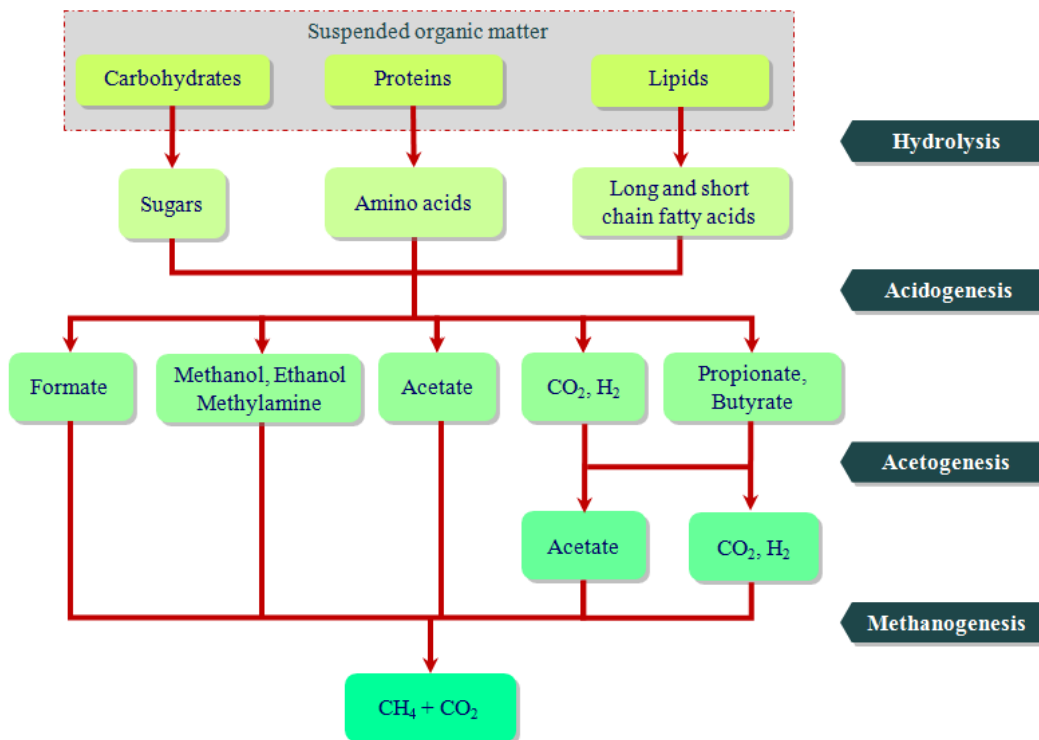 Suspended organic matter
Carbohydrates
Proteins
Lipids
Hydrolysis
Sugars
Amino acids
Long and short
chain fatty acids
Acidogenesis
Formate
Methanol, Ethanol
Methylamine
Acetate
CO₂, H₂
Propionate,
Butyrate
Acetogenesis
Acetate
CO₂, H₂
Methanogenesis
CH₄ + CO₂